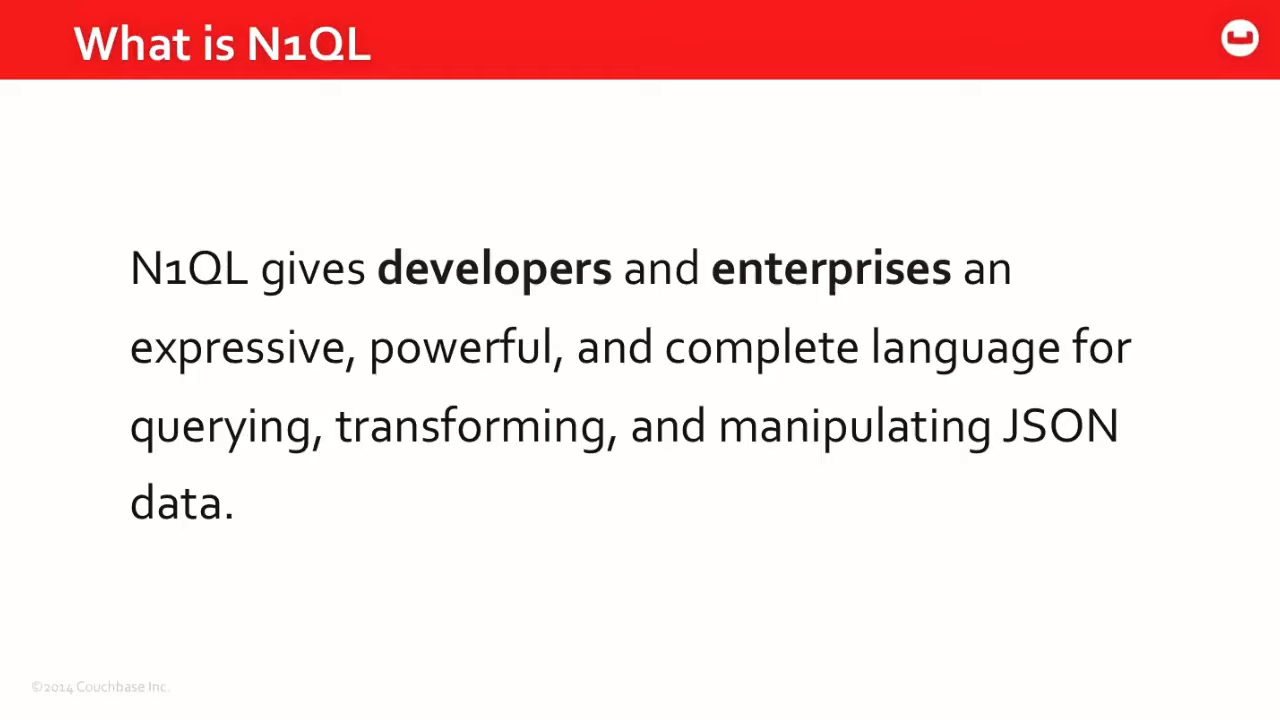 What is N1QL
N1QL gives developers and enterprises an
expressive, powerful, and complete language for
querying, transforming, and manipulating JSON
data.
©2014 Couchbase Inc.